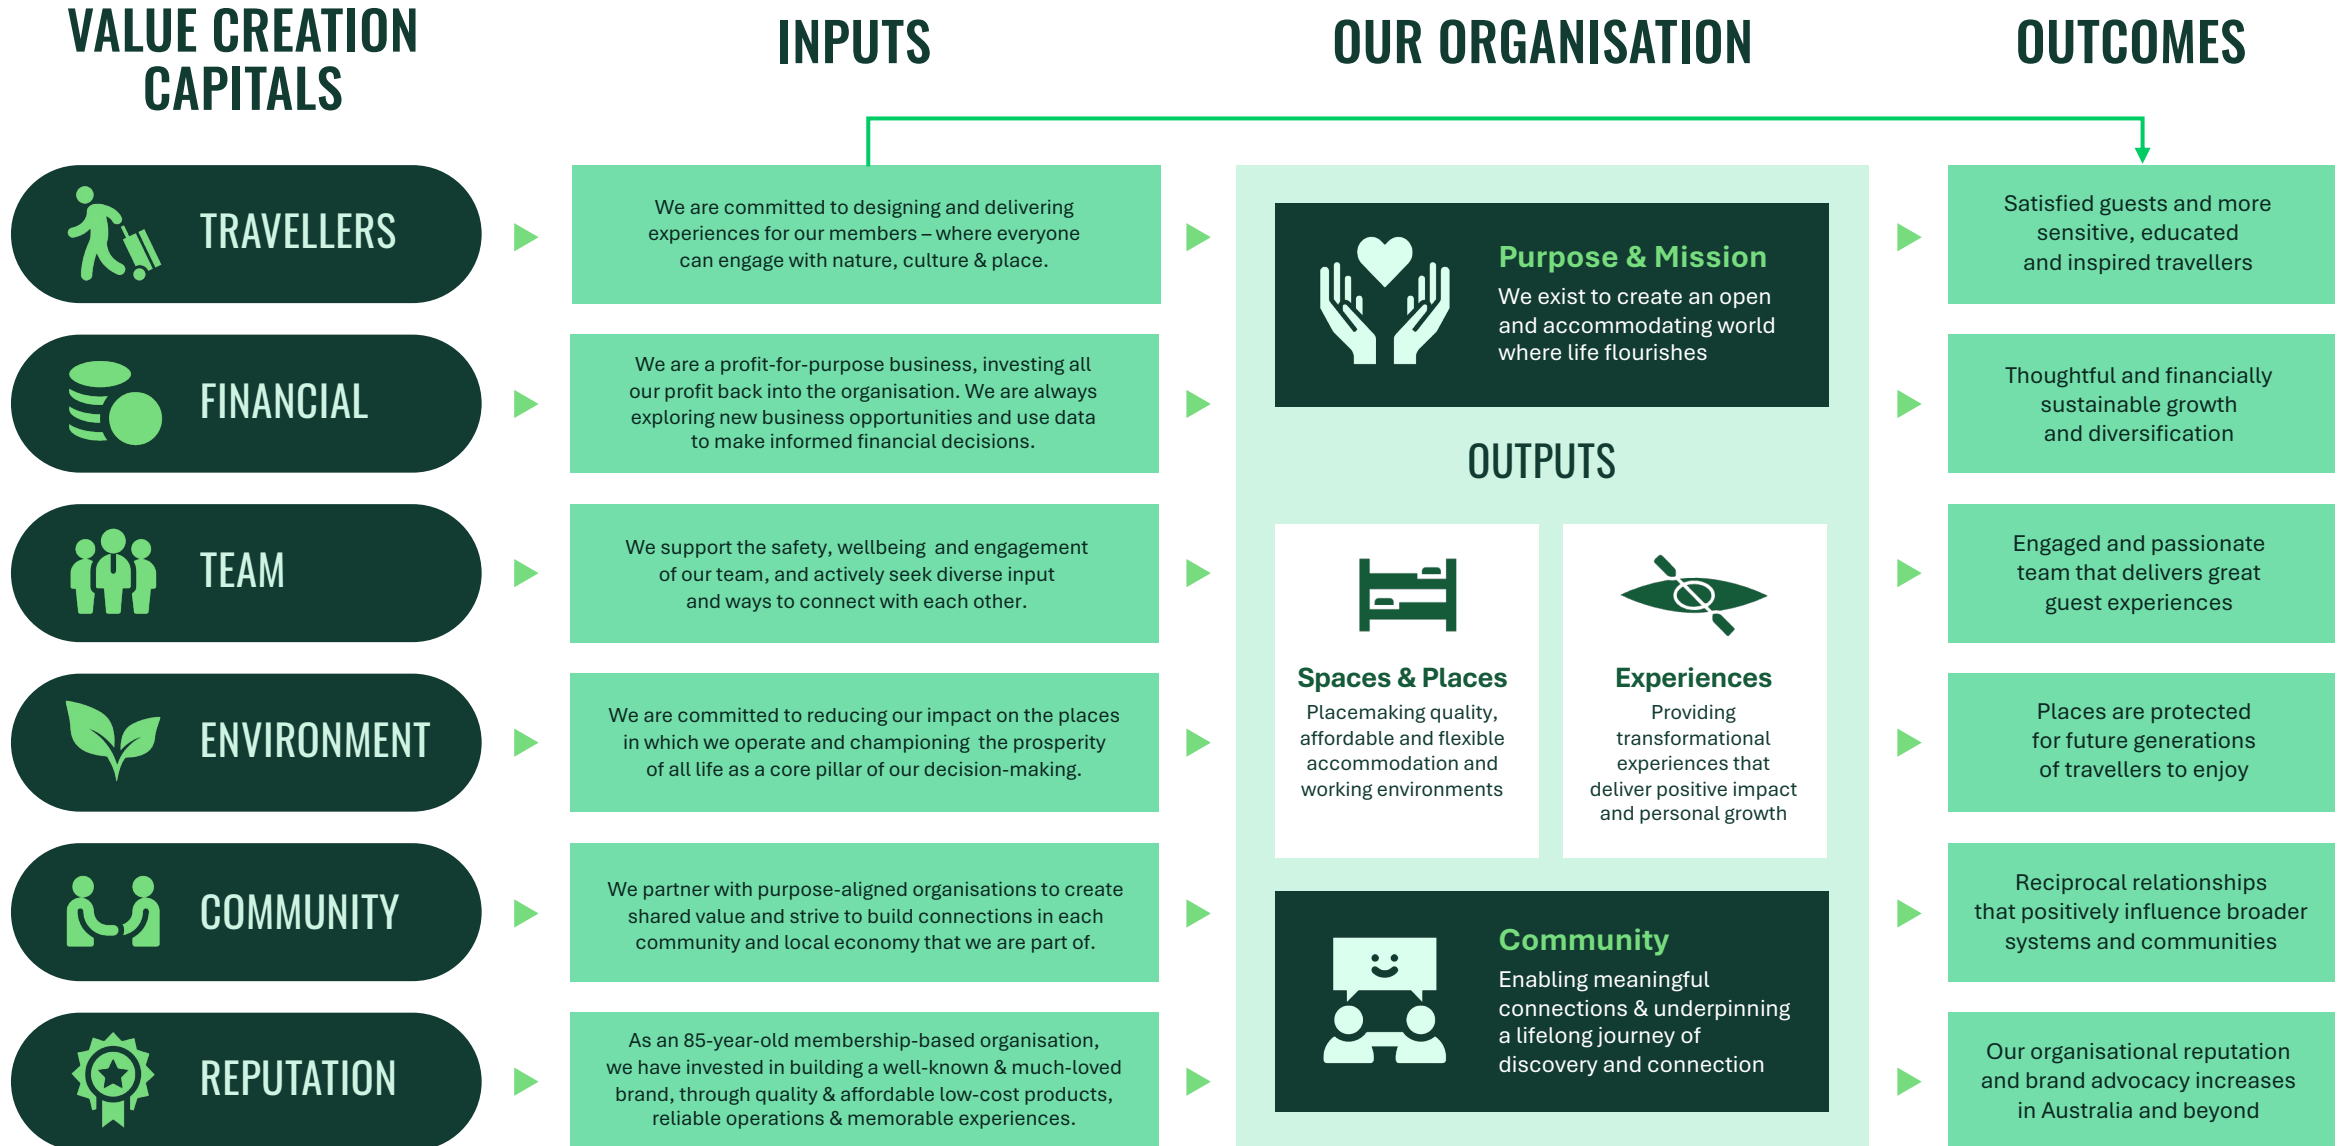 VALUE CREATION
CAPITALS
INPUTS
OUR ORGANISATION
OUTCOMES
TRAVELLERS
We are committed to designing and delivering
experiences for our members – where everyone
can engage with nature, culture & place.
Satisfied guests and more
sensitive, educated
and inspired travellers
FINANCIAL
We are a profit-for-purpose business, investing all
our profit back into the organisation. We are always
exploring new business opportunities and use data
to make informed financial decisions.
Thoughtful and financially
sustainable growth
and diversification
TEAM
We support the safety, wellbeing and engagement
of our team, and actively seek diverse input
and ways to connect with each other.
Engaged and passionate
team that delivers great
guest experiences
ENVIRONMENT
We are committed to reducing our impact on the places
in which we operate and championing the prosperity
of all life as a core pillar of our decision-making.
Places are protected
for future generations
of travellers to enjoy
COMMUNITY
We partner with purpose-aligned organisations to create
shared value and strive to build connections in each
community and local economy that we are part of.
Reciprocal relationships
that positively influence broader
systems and communities
REPUTATION
As an 85-year-old membership-based organisation,
we have invested in building a well-known & much-loved
brand, through quality & affordable low-cost products,
reliable operations & memorable experiences.
Our organisational reputation
and brand advocacy increases
in Australia and beyond
Purpose & Mission
We exist to create an open
and accommodating world
where life flourishes
OUTPUTS
Spaces & Places
Placemaking quality,
affordable and flexible
accommodation and
working environments
Experiences
Providing
transformational
experiences that
deliver positive impact
and personal growth
Community
Enabling meaningful
connections & underpinning
a lifelong journey of
discovery and connection